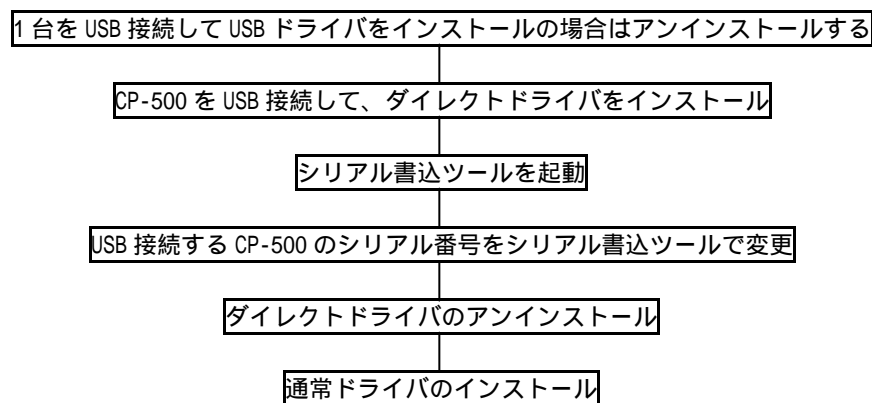 1 台を USB 接続して USB ドライバをインストールの場合はアンインストールする
CP-500 を USB 接続して、ダイレクトドライバをインストール
シリアル書込ツールを起動
USB 接続する CP-500 のシリアル番号をシリアル書込ツールで変更
ダイレクトドライバのアンインストール
通常ドライバのインストール